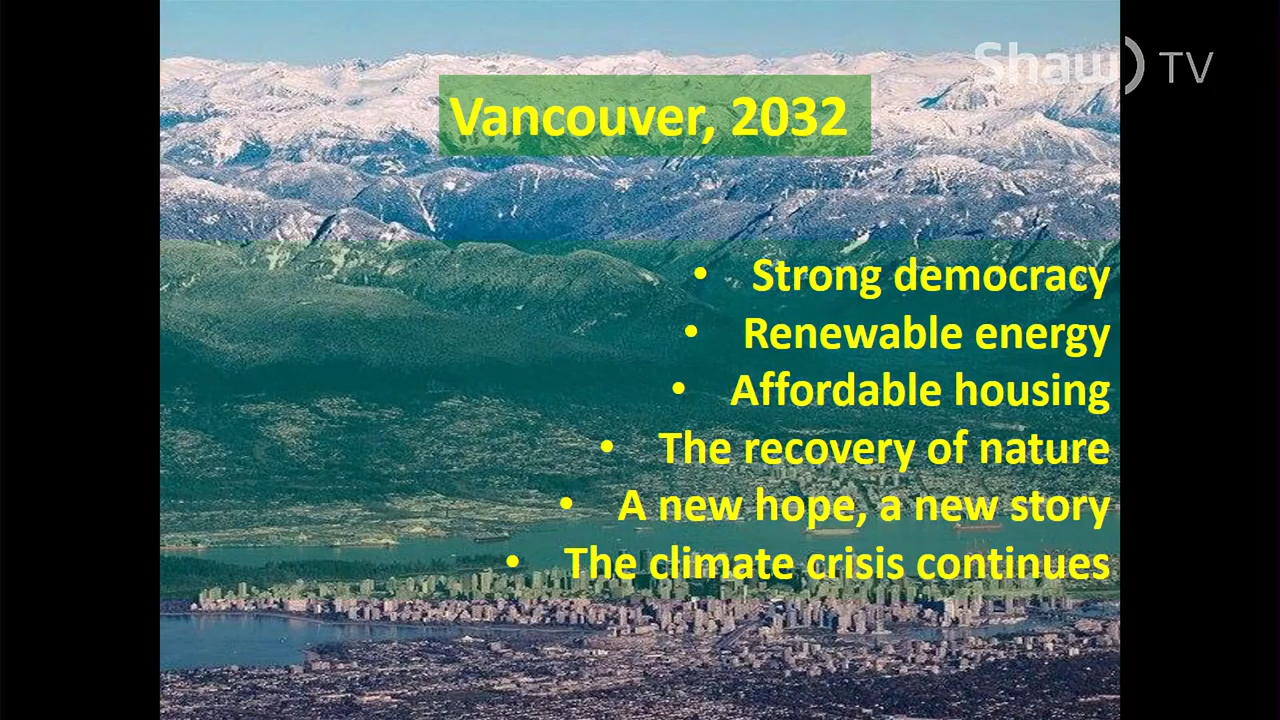 Shaw) TV
Vancouver, 2032
• Strong democracy
• Renewable energy
• Affordable housing
• The recovery of nature
• A new hope, a new story
• The climate crisis continues